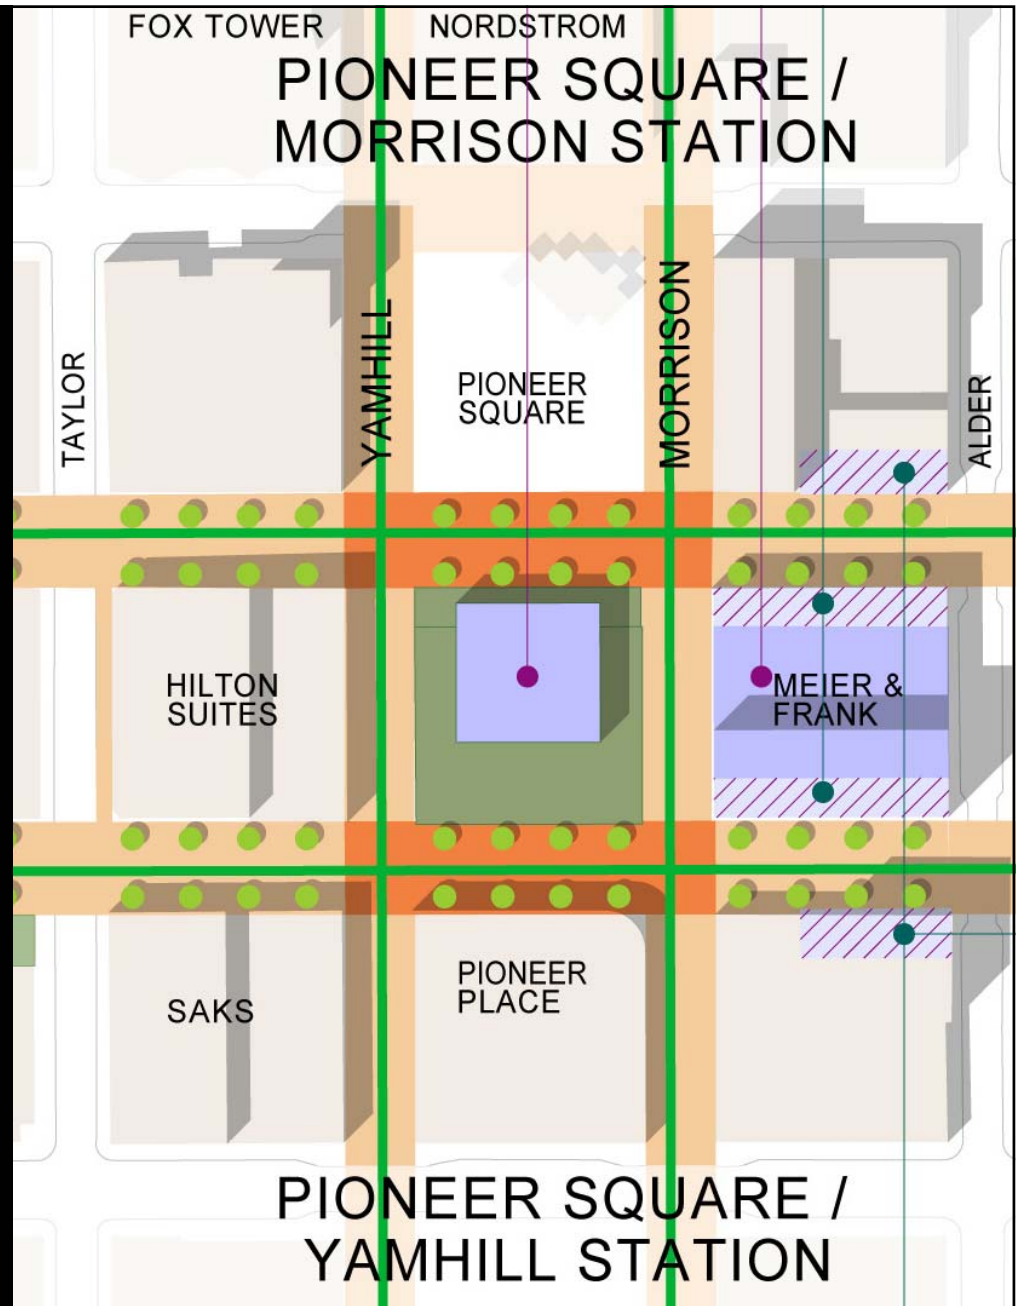 FOX TOWER
NORDSTROM
PIONEER SQUARE /
MORRISON STATION
TAYLOR
YAMHILL
PIONEER
SQUARE
MORRISON
ALDER
HILTON
SUITES
MEIER &
FRANK
SAKS
PIONEER
PLACE
PIONEER SQUARE /
YAMHILL STATION